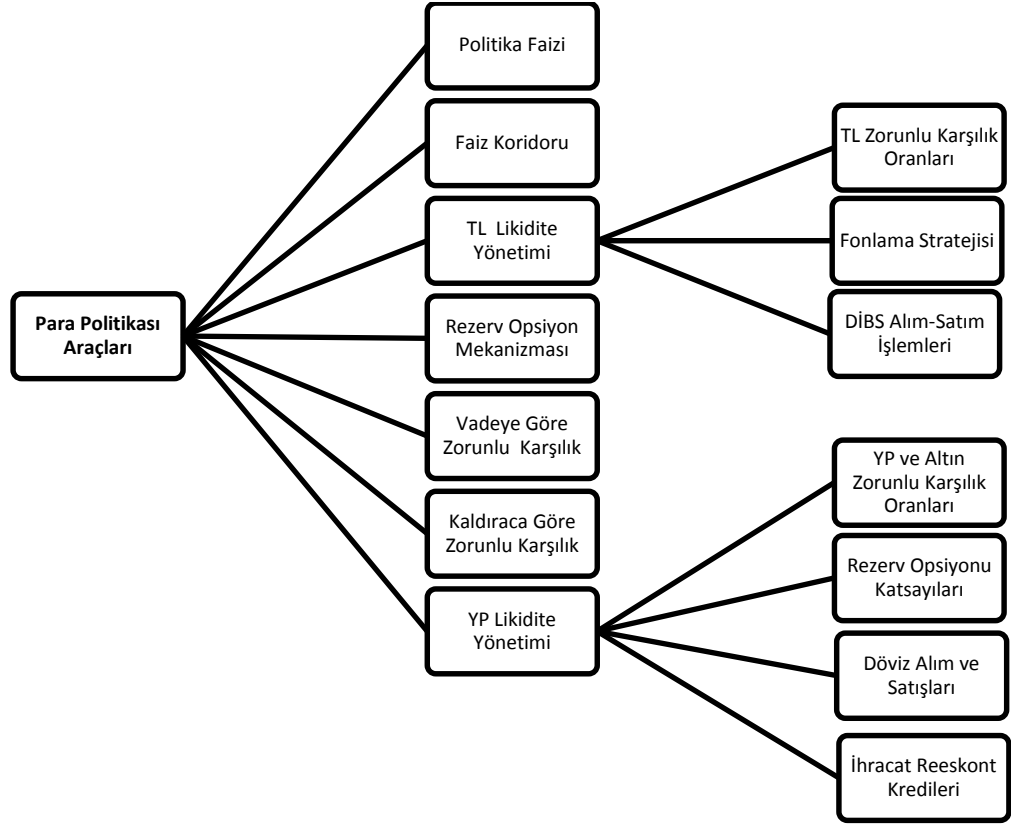 Para Politikası
Araçları
Politika Faizi
Faiz Koridoru
TL Likidite
Yönetimi
Rezerv Opsiyon
Mekanizması
Vadeye Göre
Zorunlu Karşılık
Kaldıraca Göre
Zorunlu Karşılık
YP Likidite
Yönetimi
TL Zorunlu Karşılık
Oranları
Fonlama Stratejisi
DİBS Alım-Satım
İşlemleri
YP ve Altın
Zorunlu Karşılık
Oranları
Rezerv Opsiyonu
Katsayıları
Döviz Alım ve
Satışları
İhracat Reeskont
Kredileri